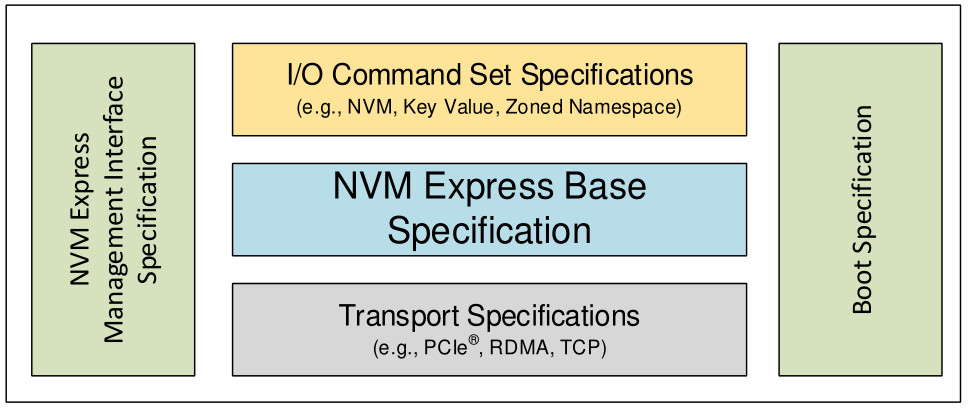 NVM Express
Management Interface
Specification
I/O Command Set Specifications
(e.g., NVM, Key Value, Zoned Namespace)
NVM Express Base
Specification
Transport Specifications
(e.g., PCIe®, RDMA, TCP)
Boot Specification